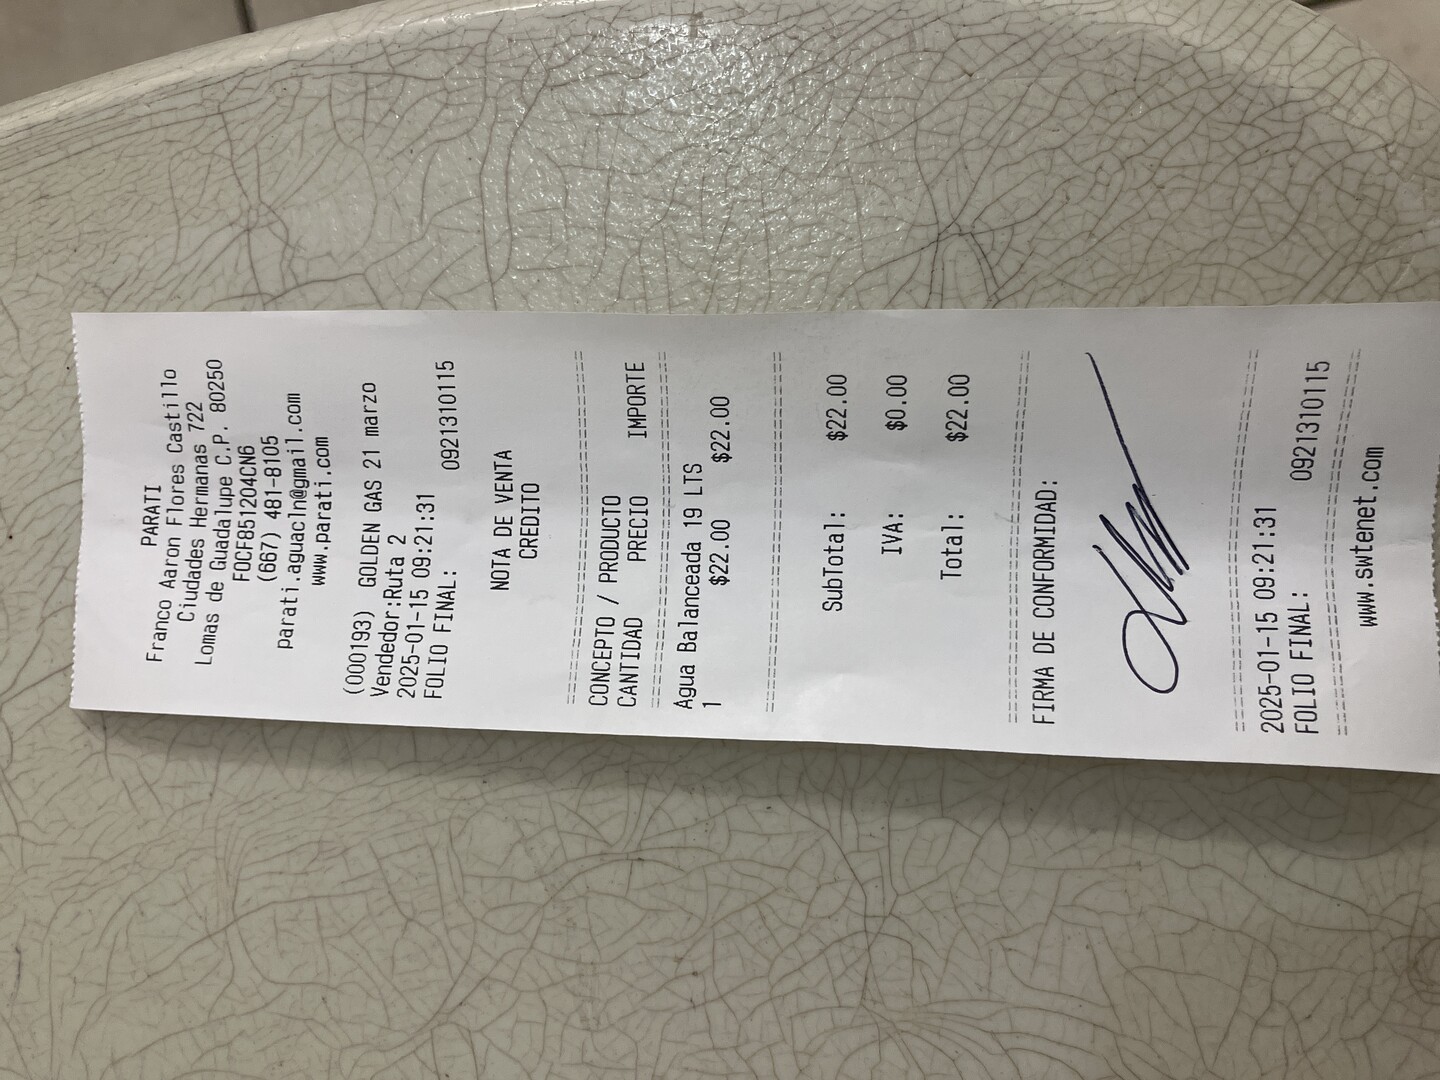 PARATI
Franco Aaron Flores Castillo
Ciudades Hermanas 722
Lomas de Guadalupe C.P. 80250
FOCF851204CN6
(667) 481-8105
parati.aguacln@gmail.com
www.parati.com
(000193) GOLDEN GAS 21 marzo
Vendedor:Ruta 2
2025-01-15 09:21:31
FOLIO FINAL: 0921310115
NOTA DE VENTA
CREDITO
CONCEPTO / PRODUCTO
CANTIDAD PRECIO IMPORTE
Agua Balanceada 19 LTS
1 $22.00 $22.00
SubTotal: $22.00
IVA: $0.00
Total: $22.00
FIRMA DE CONFORMIDAD:
2025-01-15 09:21:31
FOLIO FINAL: 0921310115
www.swtenet.com